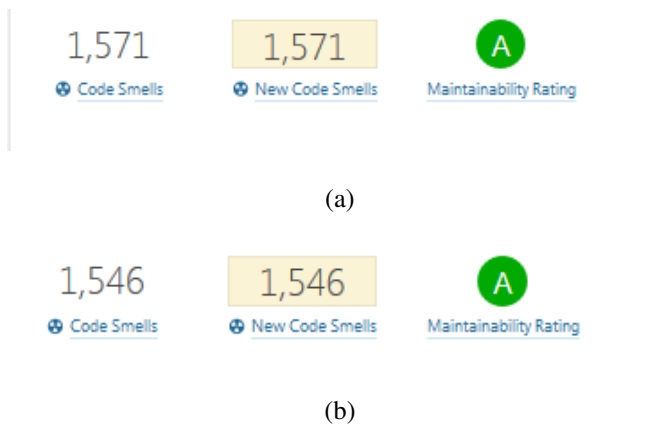 1,571 1,571 A
Code Smells New Code Smells Maintainability Rating
(a)
1,546 1,546 A
Code Smells New Code Smells Maintainability Rating
(b)